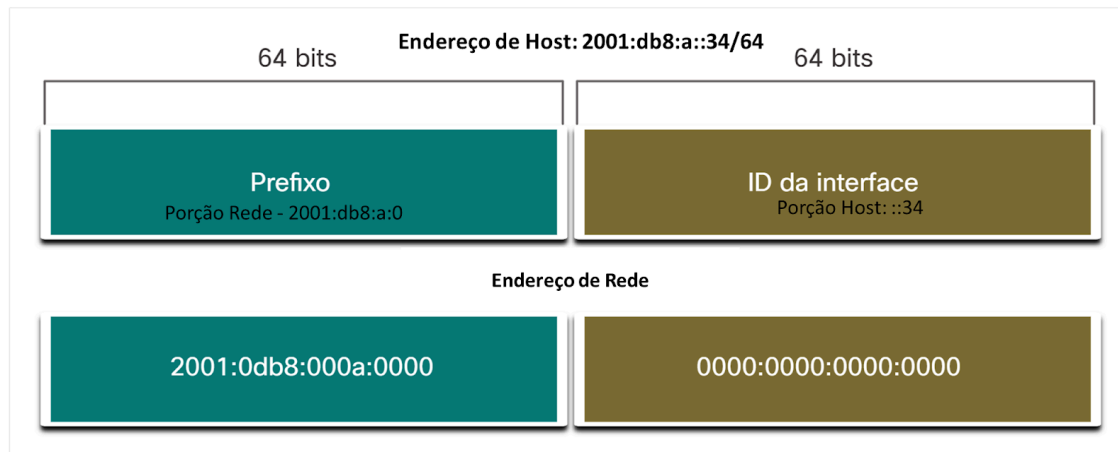 Endereço de Host: 2001:db8:a::34/64
64 bits
64 bits
Prefixo
Porção Rede - 2001:db8:a:0
ID da interface
Porção Host: ::34
Endereço de Rede
2001:0db8:000a:0000
0000:0000:0000:0000